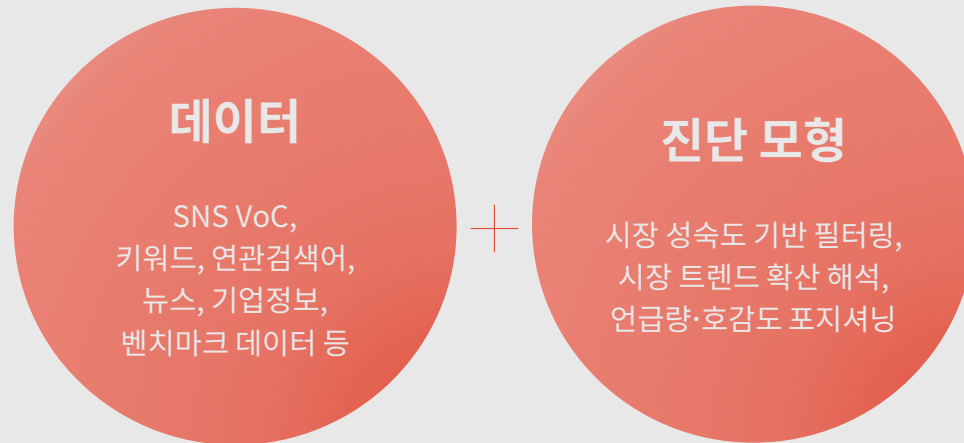 데이터
SNS VoC,
키워드, 연관검색어,
뉴스, 기업정보,
벤치마크 데이터 등
+
진단 모형
시장 성숙도 기반 필터링,
시장 트렌드 확산 해석,
언급량·호감도 포지셔닝